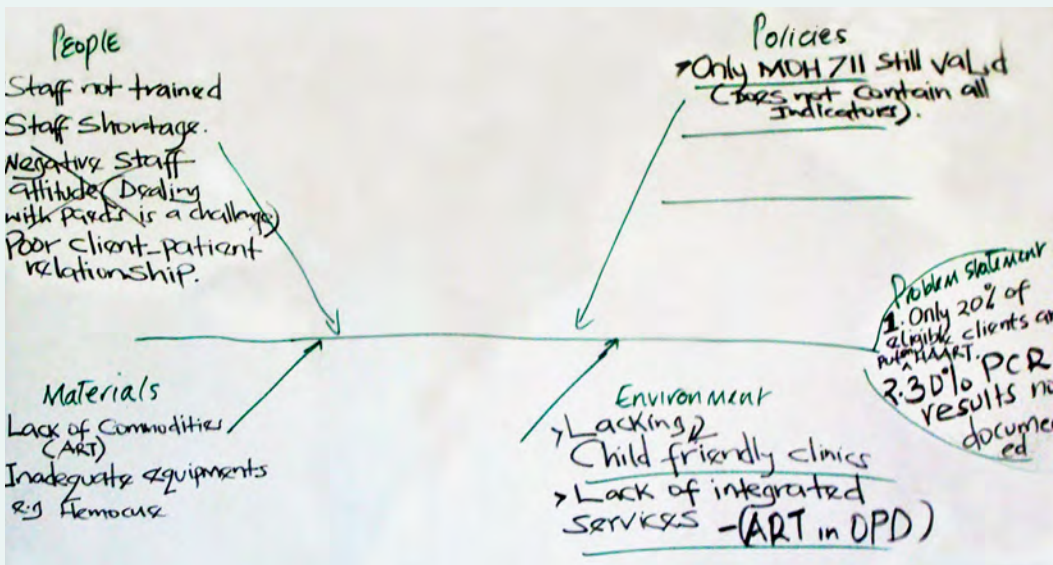 People
Staff not trained
Staff Shortage.
Negative Staff
attitude (Dealing
with paeds is a challenge)
Poor client-patient
relationship.
Policies
> Only MOH 711 still valid
(Does not contain all
Indicators).
Problem statement
1. Only 20% of
eligible clients a
put on HAART.
2. 30% PCR
results no
documen
ed
Materials
Lack of Commodities
(ART)
Inadequate equipments
e.g Hemocue
Environment
> Lacking
Child friendly clinics
> Lack of integrated
services - (ART in OPD)